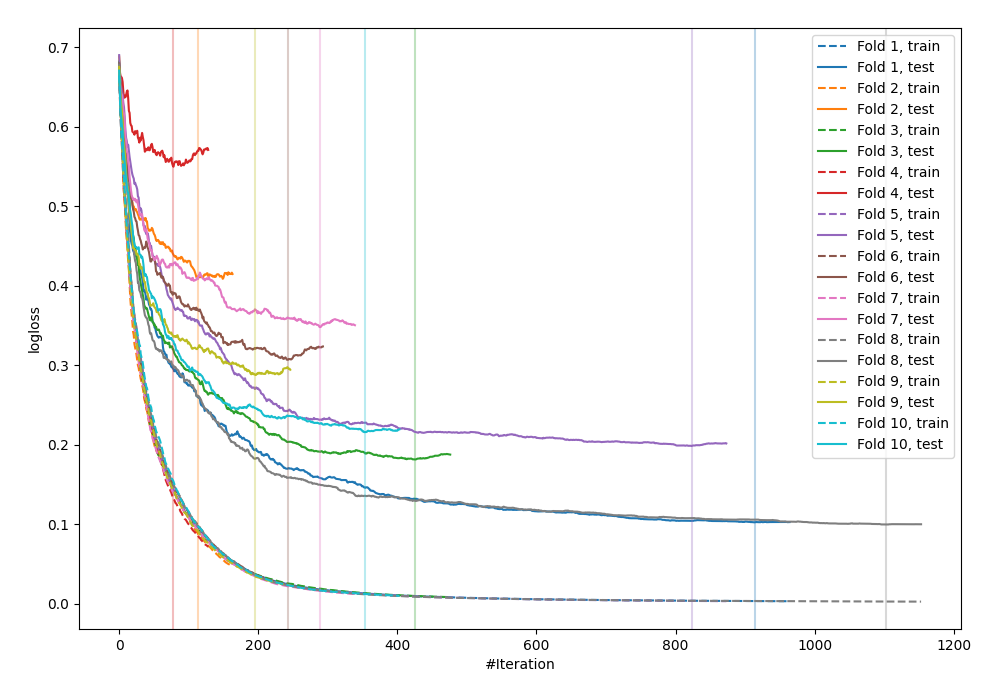 0.7
0.6
0.5
0.4
0.3
0.2
0.1
0.0
logloss
0
200
400
600
800
1000
1200
#Iteration
Fold 1, train
Fold 1, test
Fold 2, train
Fold 2, test
Fold 3, train
Fold 3, test
Fold 4, train
Fold 4, test
Fold 5, train
Fold 5, test
Fold 6, train
Fold 6, test
Fold 7, train
Fold 7, test
Fold 8, train
Fold 8, test
Fold 9, train
Fold 9, test
Fold 10, train
Fold 10, test